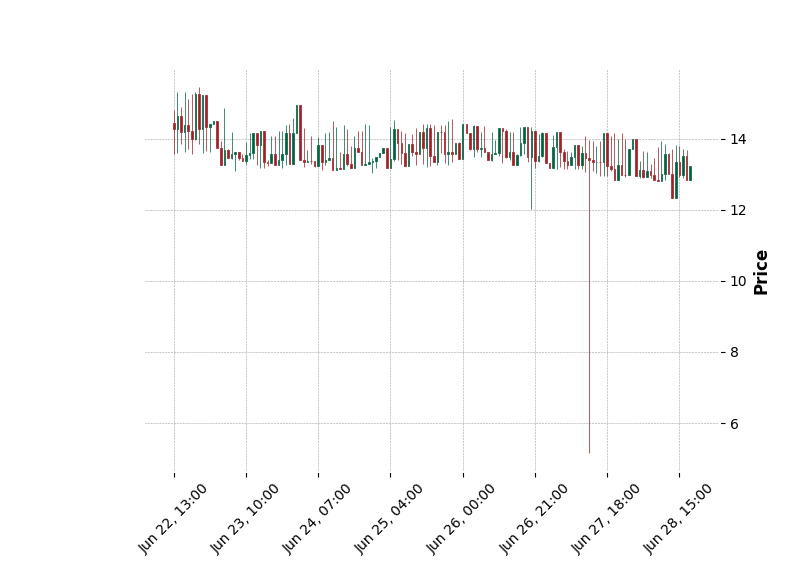 14
12
10
8
6
Price
Jun 22, 13:00
Jun 23, 10:00
Jun 24, 07:00
Jun 25, 04:00
Jun 26, 00:00
Jun 26, 21:00
Jun 27, 18:00
Jun 28, 15:00